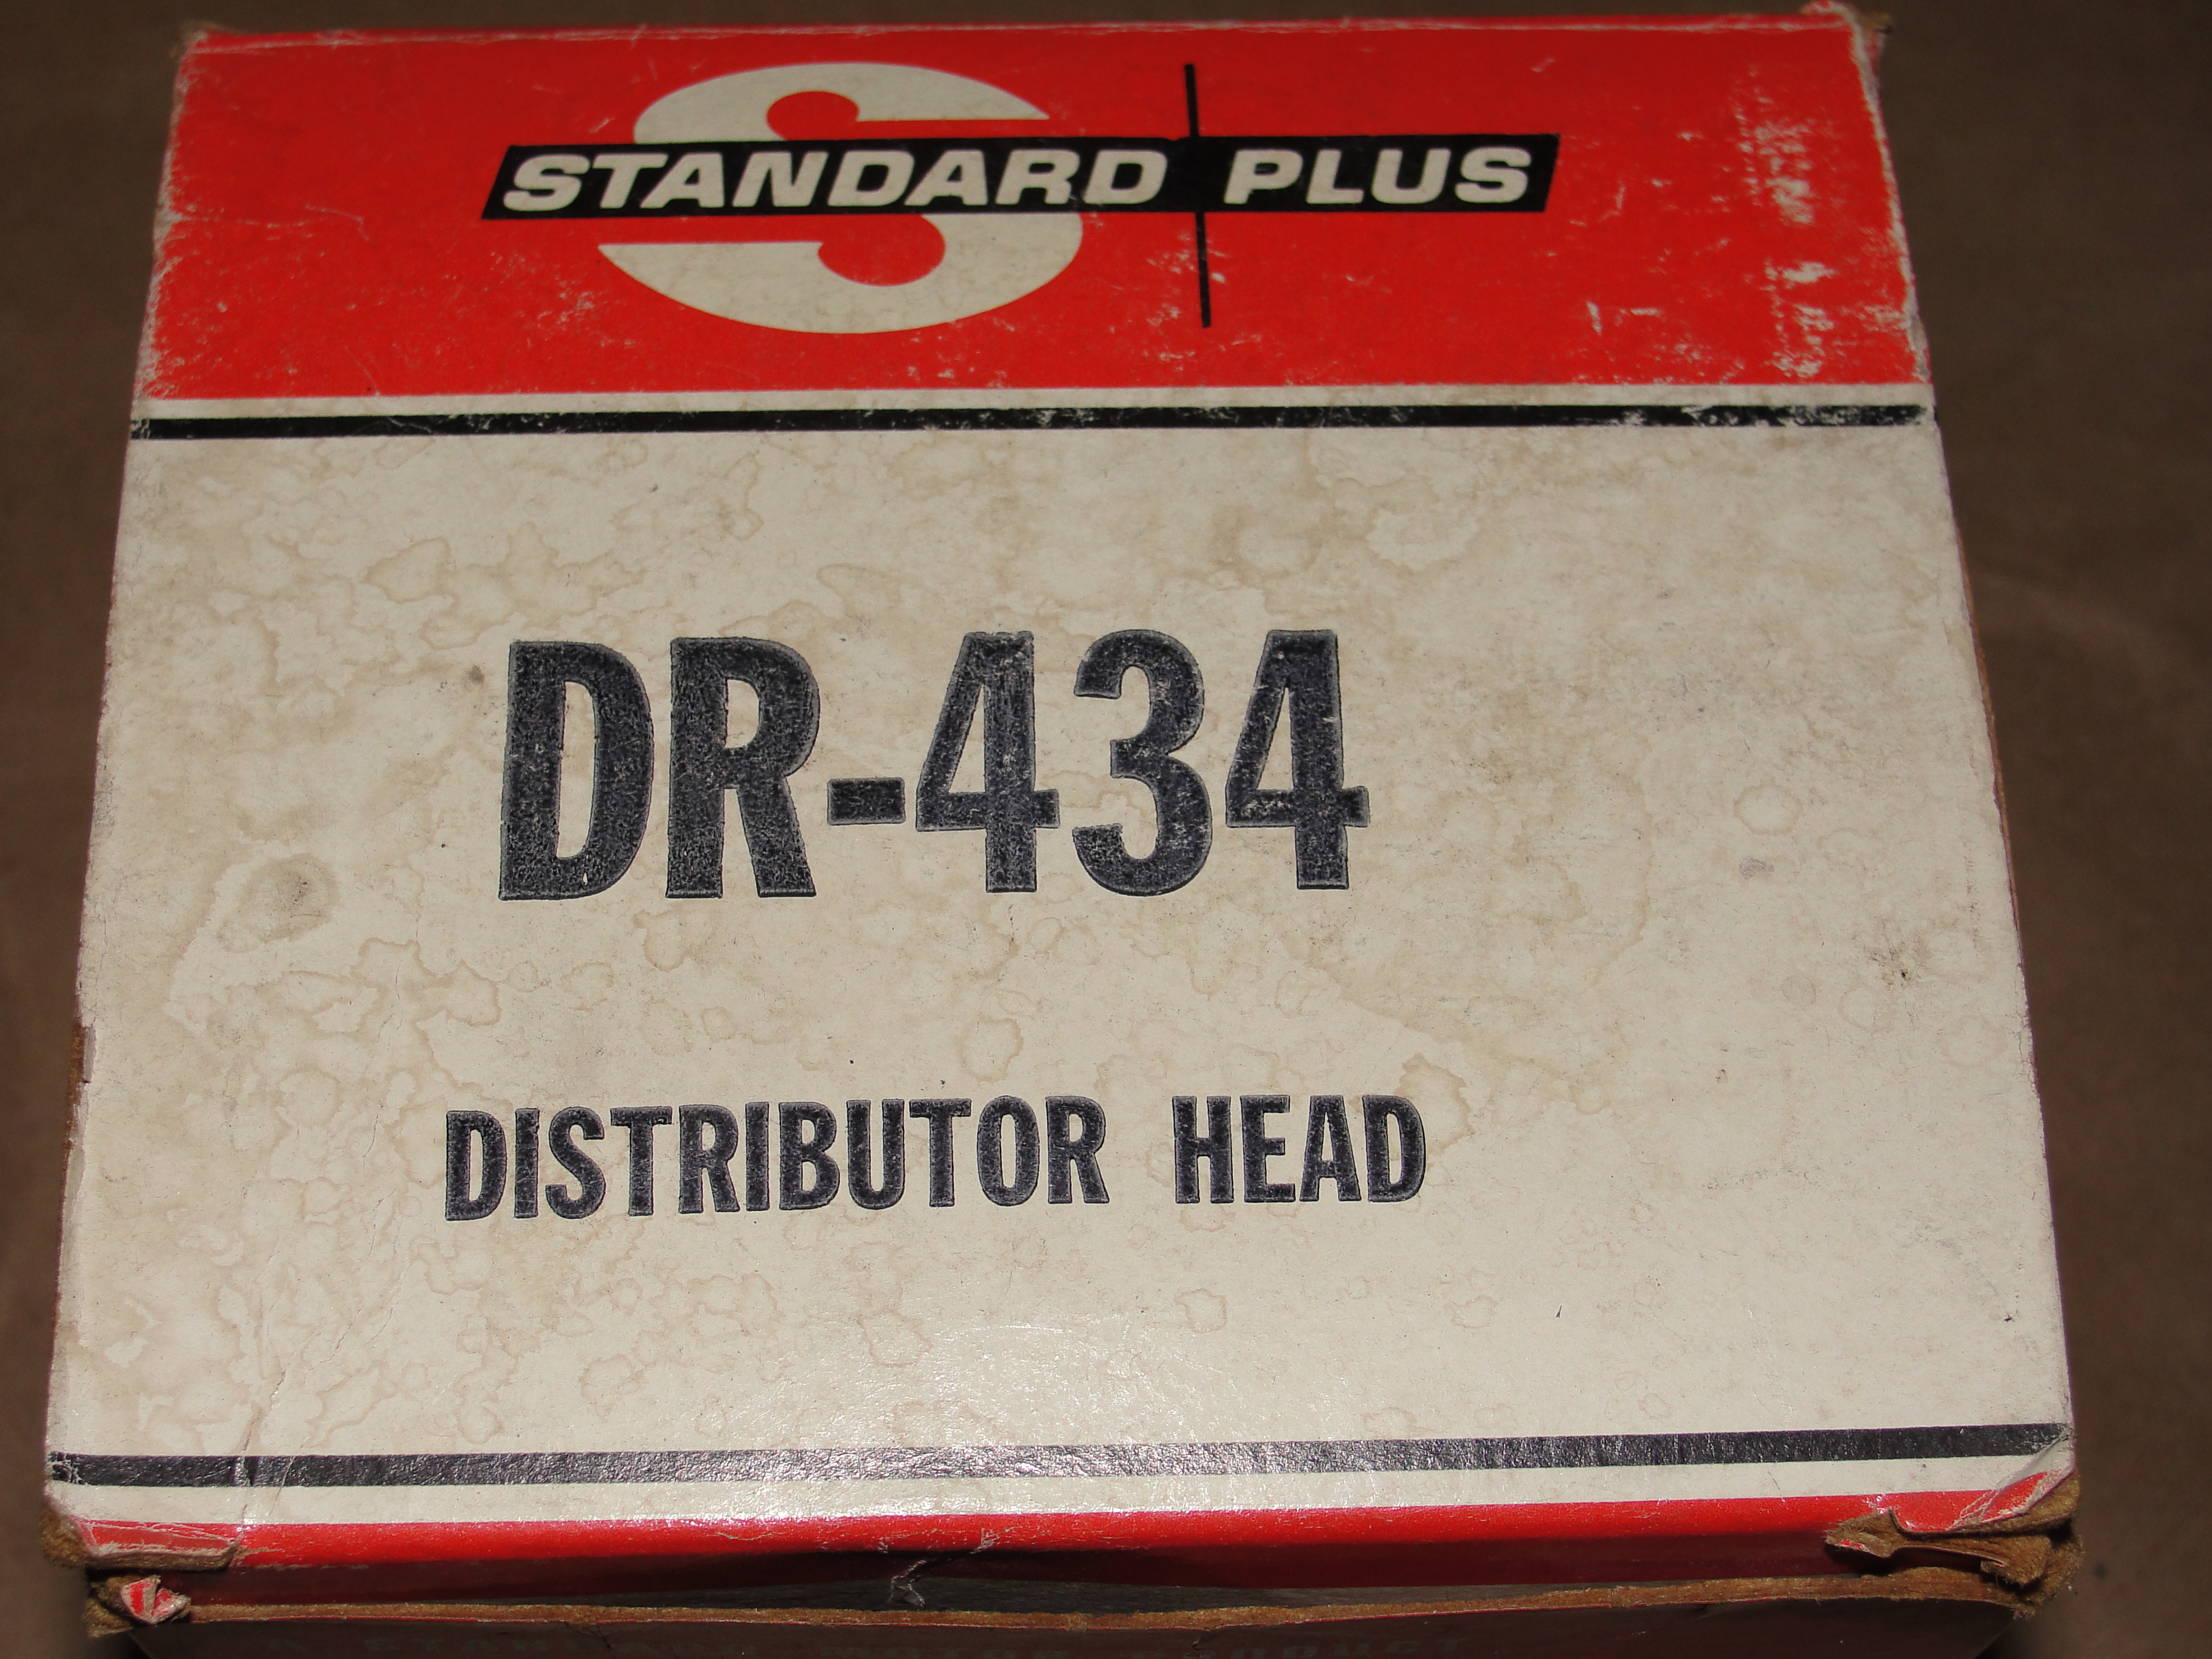 S
STANDARD PLUS
DR-434
DISTRIBUTOR HEAD